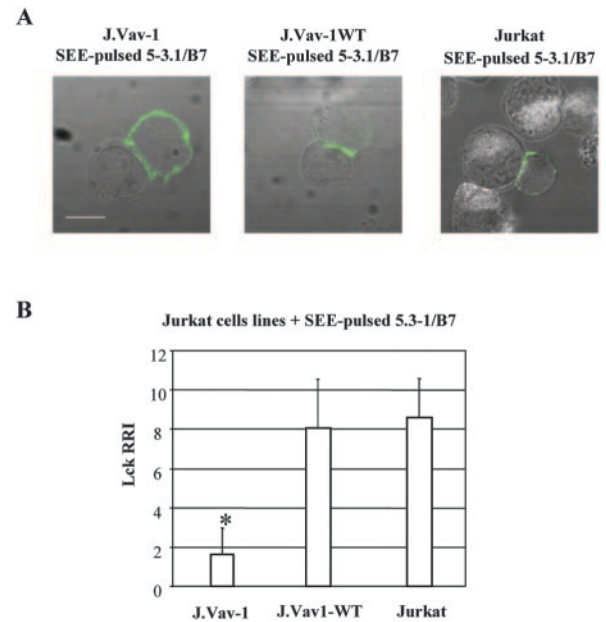 A
J.Vav-1
SEE-pulsed 5-3.1/B7
J.Vav-1WT
SEE-pulsed 5-3.1/B7
Jurkat
SEE-pulsed 5-3.1/B7
B
Jurkat cells lines + SEE-pulsed 5.3-1/B7
Lck RRI
12
10
8
6
4
2
0
*
J.Vav-1
J.Vav1-WT
Jurkat